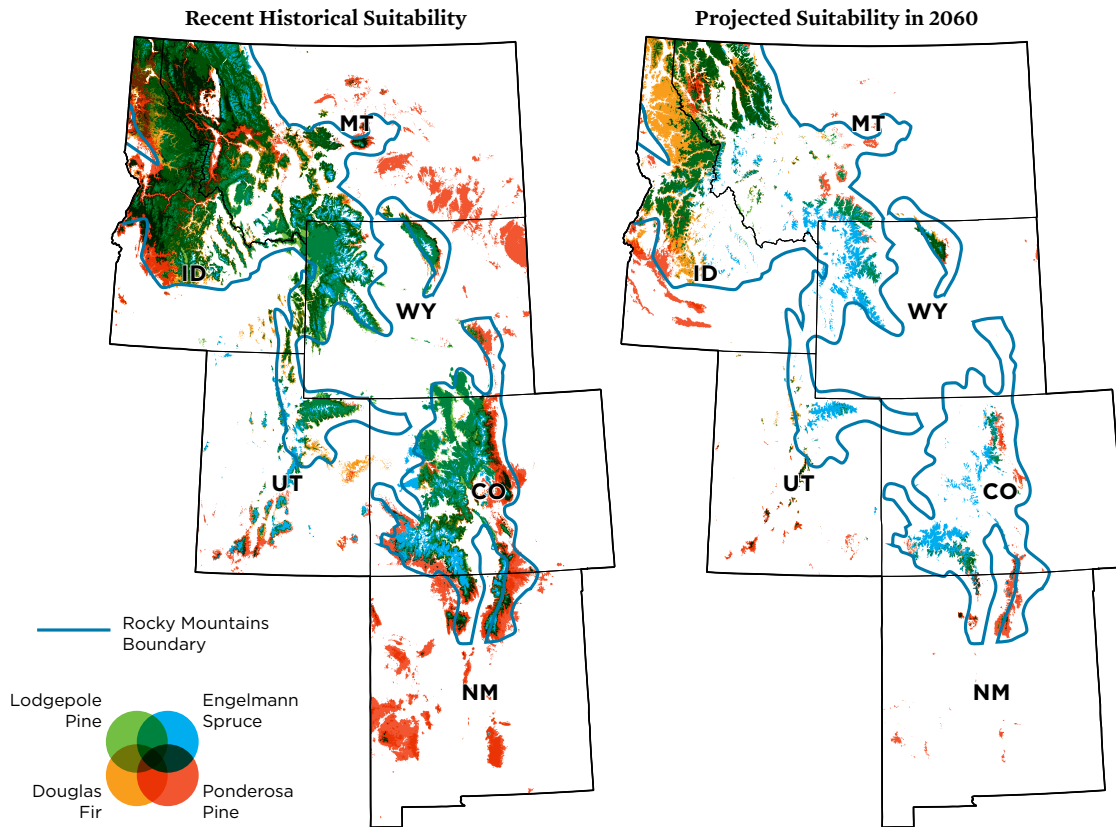 Recent Historical Suitability
Projected Suitability in 2060
MT
ID
WY
UT
CO
NM
MT
ID
WY
UT
CO
NM
Rocky Mountains
Boundary
Lodgepole
Pine
Engelmann
Spruce
Douglas
Fir
Ponderosa
Pine